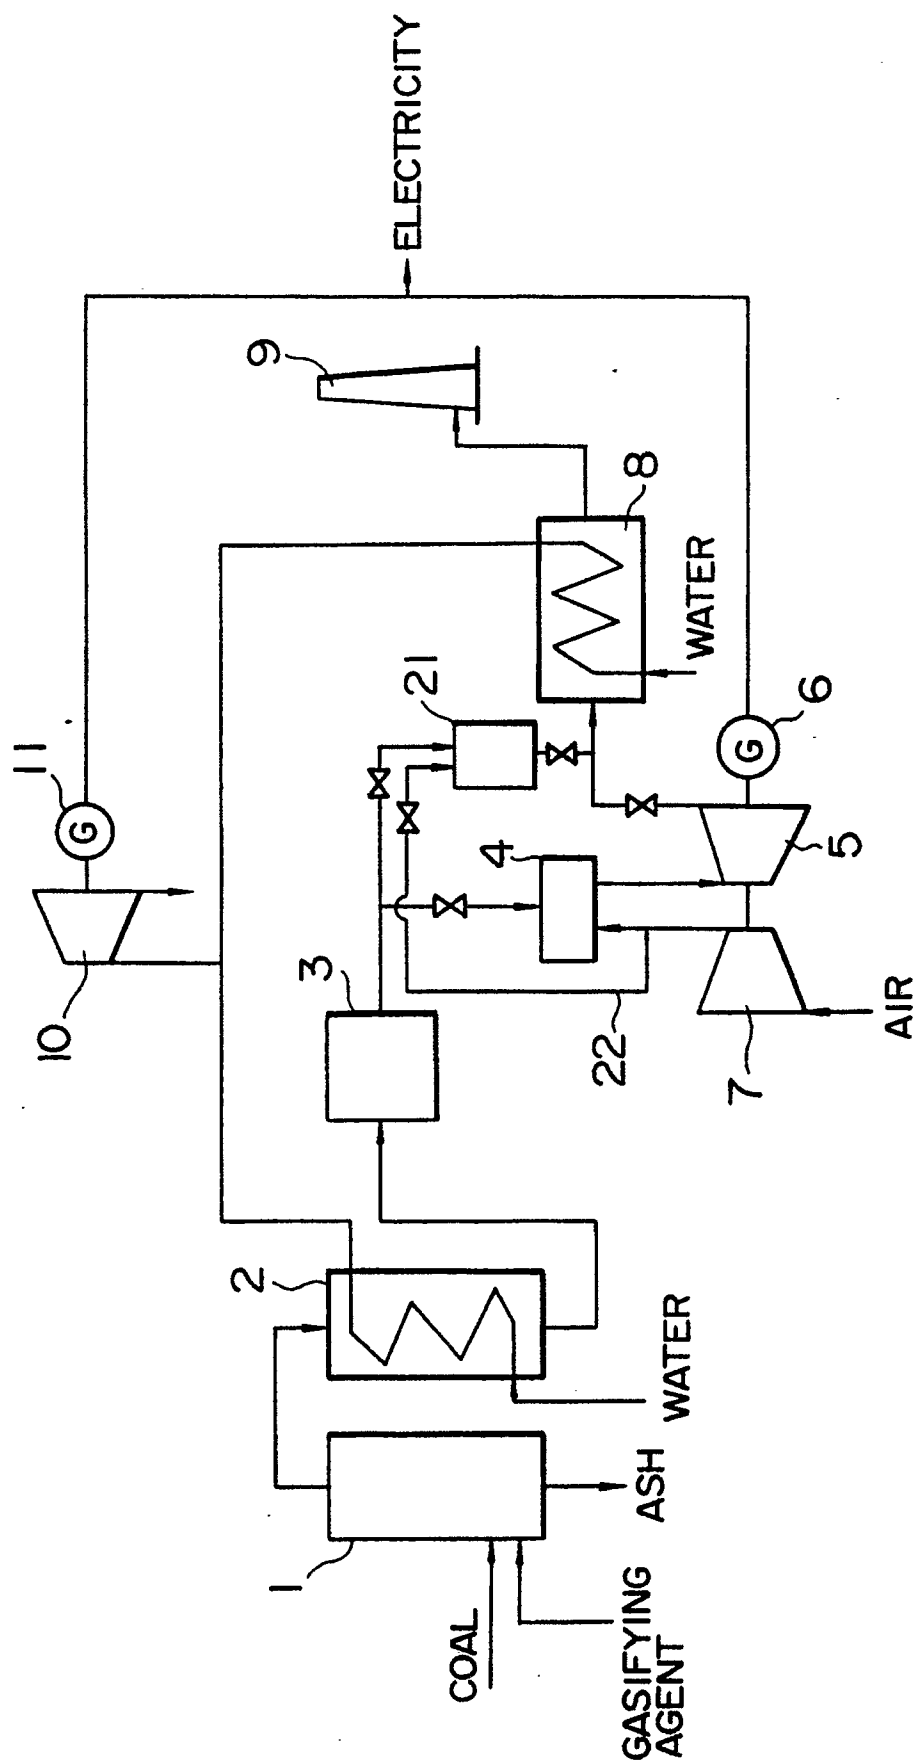 11
G
10
ELECTRICITY
9
3
21
8
2
4
WATER
22
G
6
5
1
7
AIR
COAL
ASH
WATER
GASIFYING
AGENT